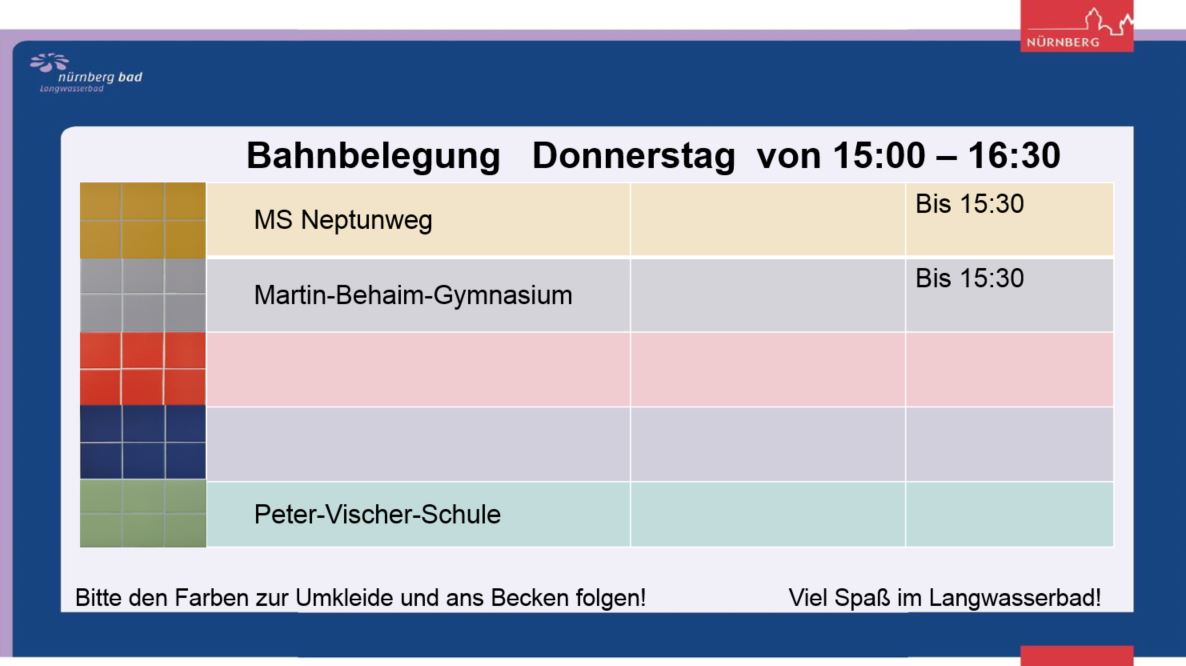 NÜRNBERG
nürnberg bad
Langwasserbad
Bahnbelegung Donnerstag von 15:00 – 16:30
MS Neptunweg Bis 15:30
Martin-Behaim-Gymnasium Bis 15:30
Peter-Vischer-Schule
Bitte den Farben zur Umkleide und ans Becken folgen! Viel Spaß im Langwasserbad!